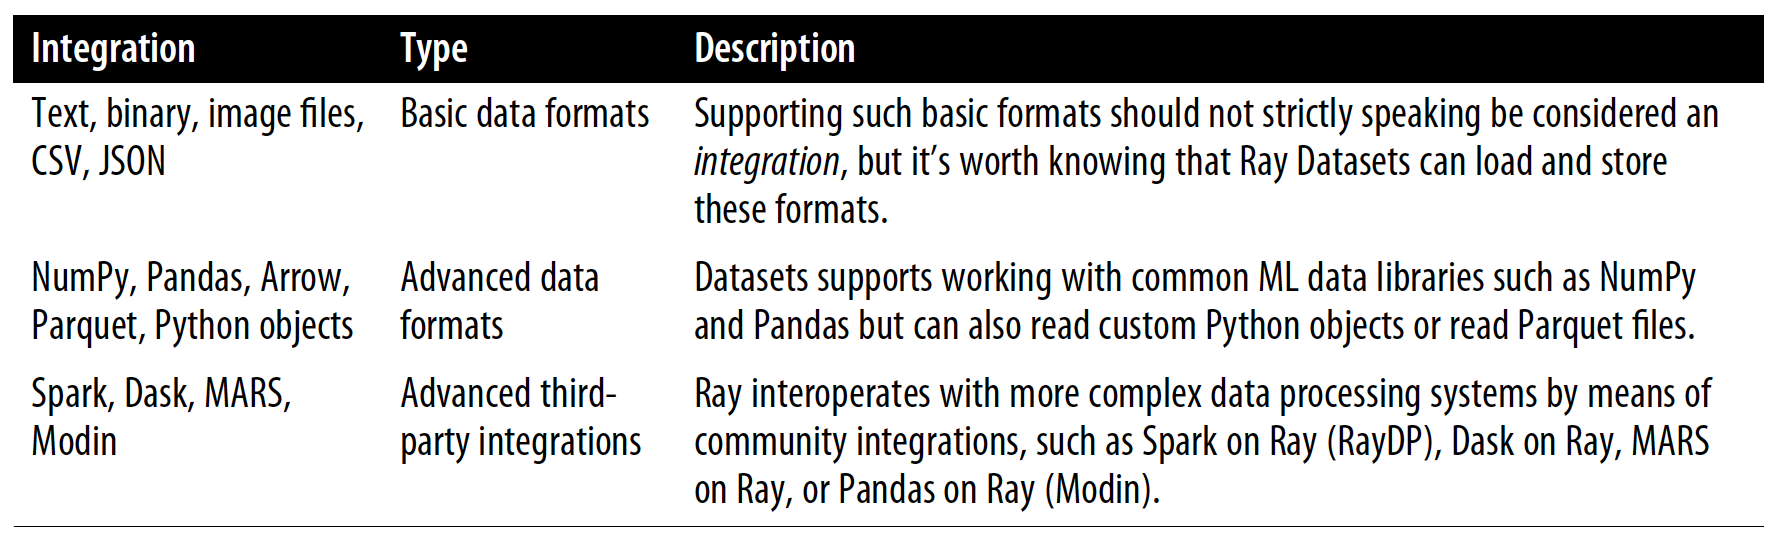 Integration Type Description
Text, binary, image files, Basic data formats Supporting such basic formats should not strictly speaking be considered an
CSV, JSON integration, but it’s worth knowing that Ray Datasets can load and store
these formats.
NumPy, Pandas, Arrow, Advanced data Datasets supports working with common ML data libraries such as NumPy
Parquet, Python objects formats and Pandas but can also read custom Python objects or read Parquet files.
Spark, Dask, MARS, Advanced third- Ray interoperates with more complex data processing systems by means of
Modin party integrations community integrations, such as Spark on Ray (RayDP), Dask on Ray, MARS
on Ray, or Pandas on Ray (Modin).